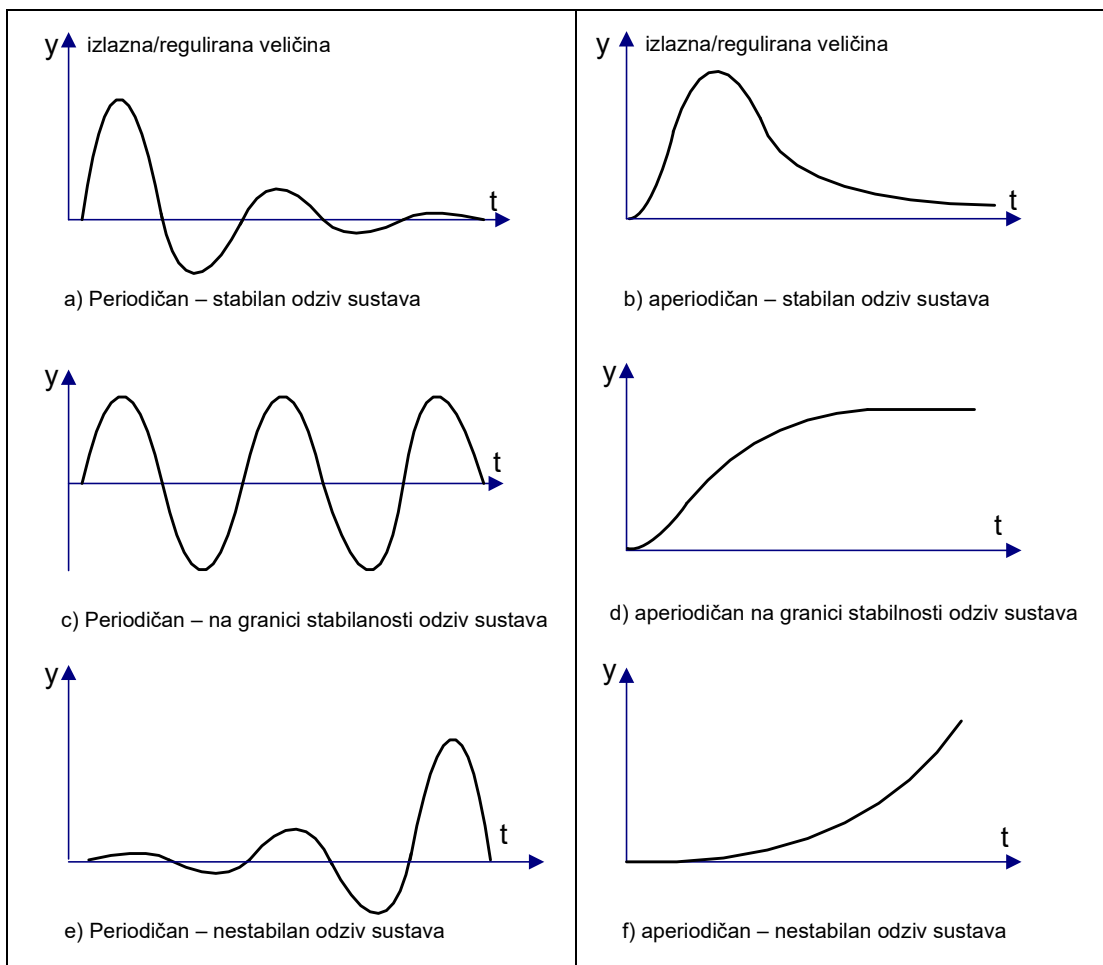 y izlazna/regulirana veličina
t
a) Periodičan – stabilan odziv sustava
y izlazna/regulirana veličina
t
b) aperiodičan – stabilan odziv sustava
y
t
c) Periodičan – na granici stabilanosti odziv sustava
y
t
d) aperiodičan na granici stabilnosti odziv sustava
y
t
e) Periodičan – nestabilan odziv sustava
y
t
f) aperiodičan – nestabilan odziv sustava